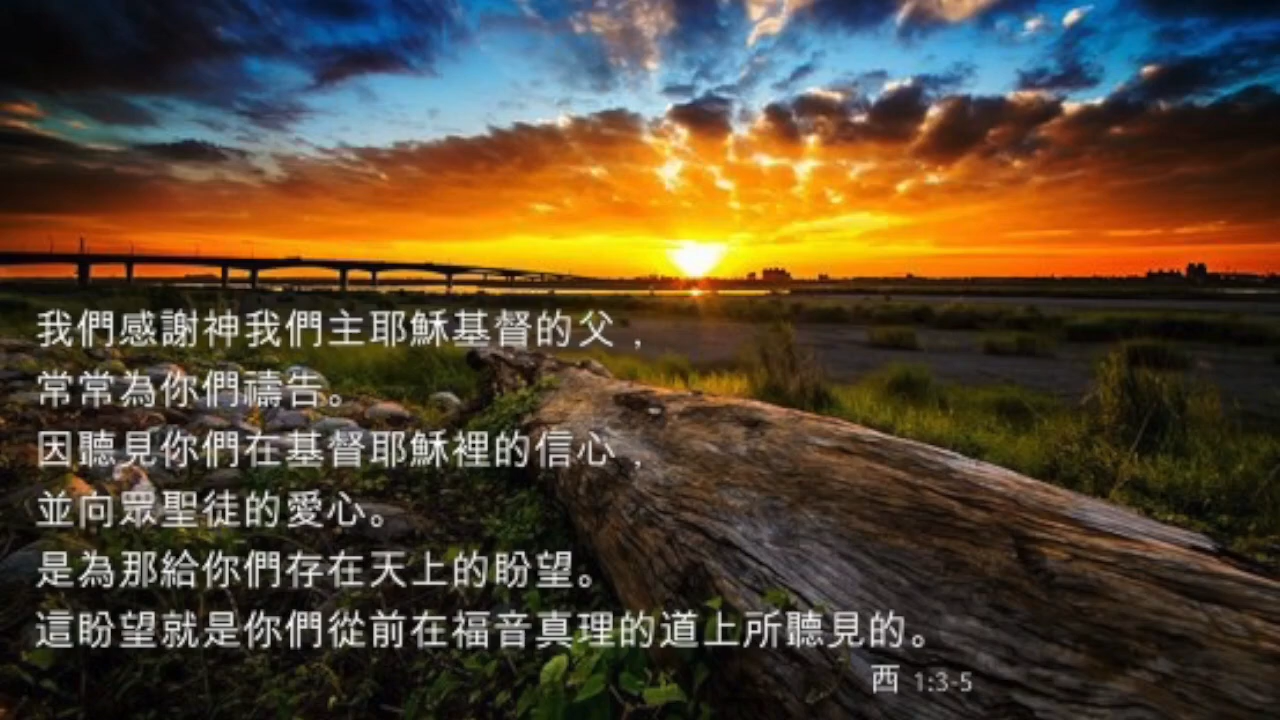 我們感謝神我們主耶穌基督的父，
常常為你們禱告。
因聽見你們在基督耶穌裡的信心，
並向眾聖徒的愛心。
是為那給你們存在天上的盼望。
這盼望就是你們從前在福音真理的道上所聽見的。
西 1:3-5